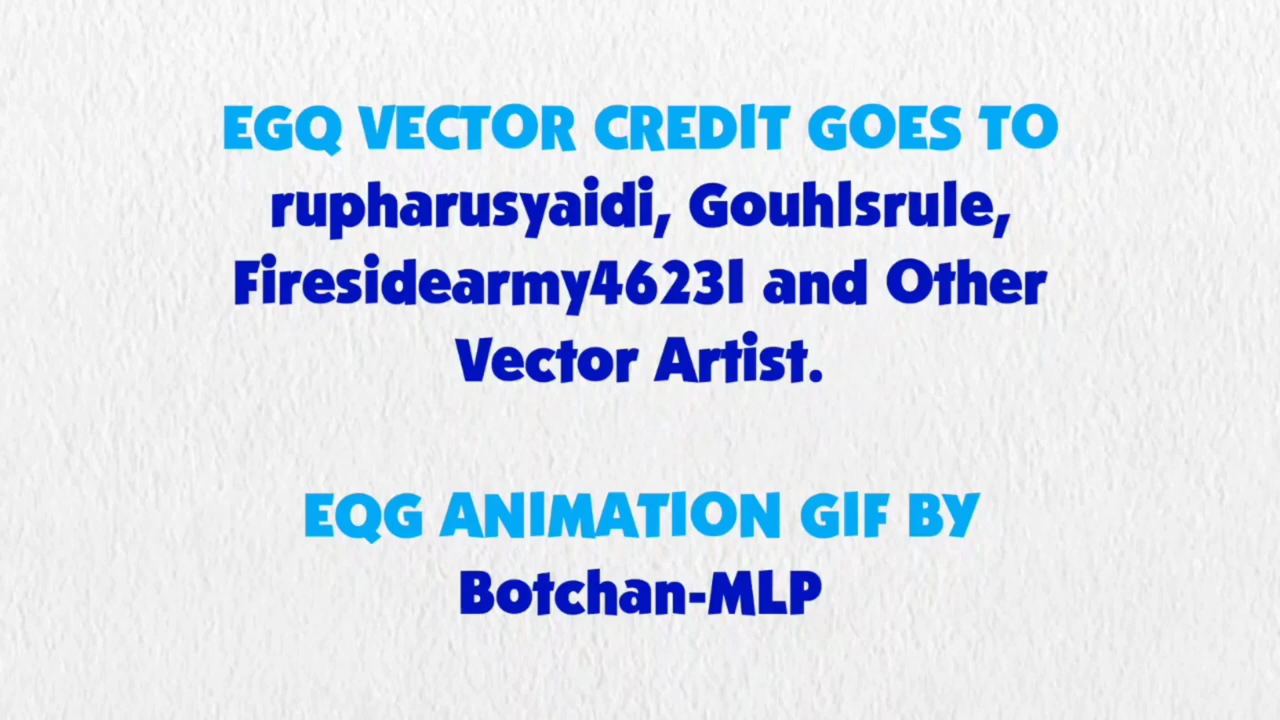 EGQ VECTOR CREDIT GOES TO
rupharusyaidi, Gouhlsrule,
Firesidearmy46231 and Other
Vector Artist.
EQG ANIMATION GIF BY
Botchan-MLP